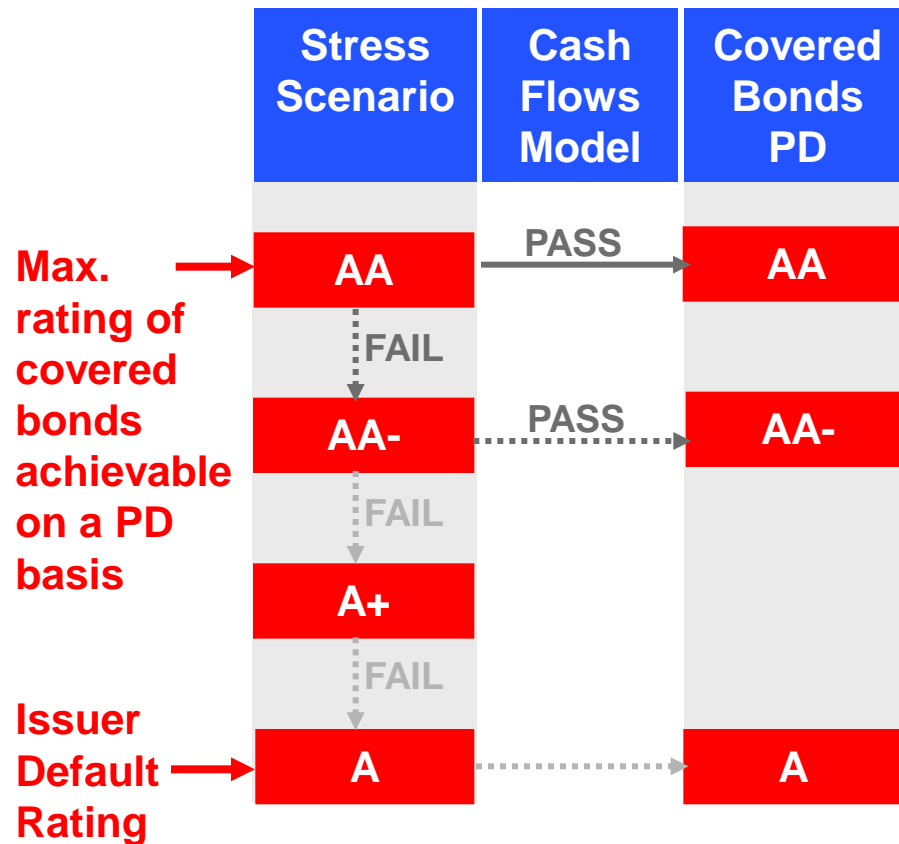 Stress
Scenario
Cash
Flows
Model
Covered
Bonds
PD
Max.
rating of
covered
bonds
achievable
on a PD
basis
AA
PASS
AA
FAIL
AA-
PASS
AA-
FAIL
A+
FAIL
Issuer
Default
Rating
A
A